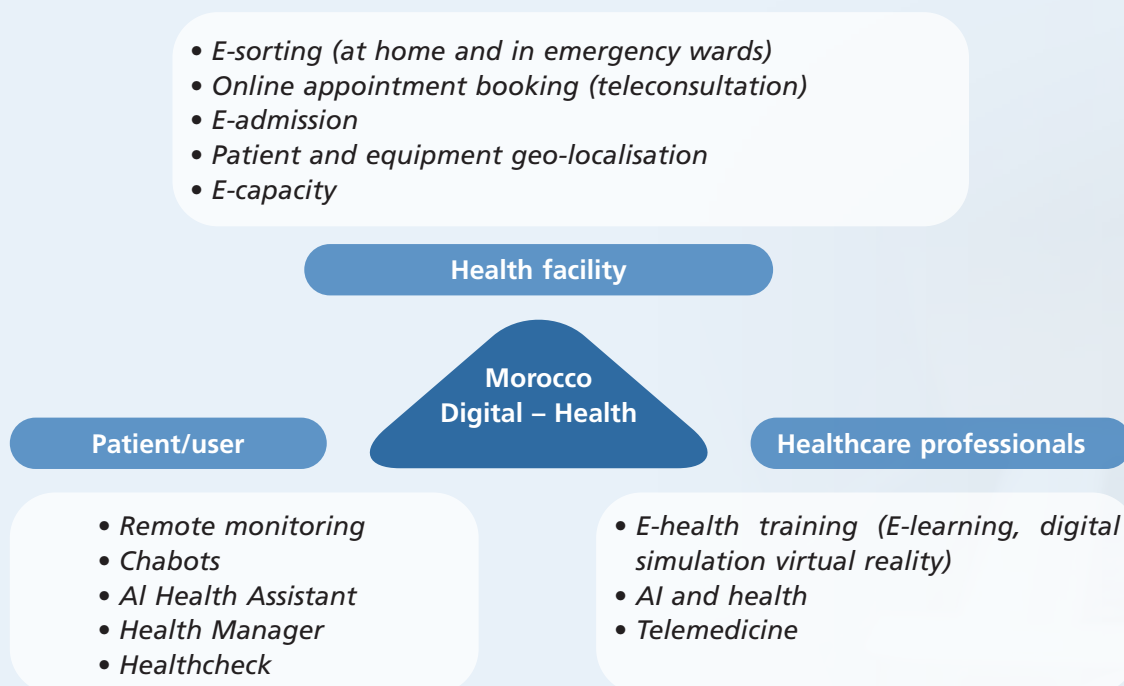 • E-sorting (at home and in emergency wards)
• Online appointment booking (teleconsultation)
• E-admission
• Patient and equipment geo-localisation
• E-capacity
Health facility
Morocco
Digital – Health
Patient/user
Healthcare professionals
• Remote monitoring
• Chabots
• Al Health Assistant
• Health Manager
• Healthcheck
• E-health training (E-learning, digital
simulation virtual reality)
• AI and health
• Telemedicine